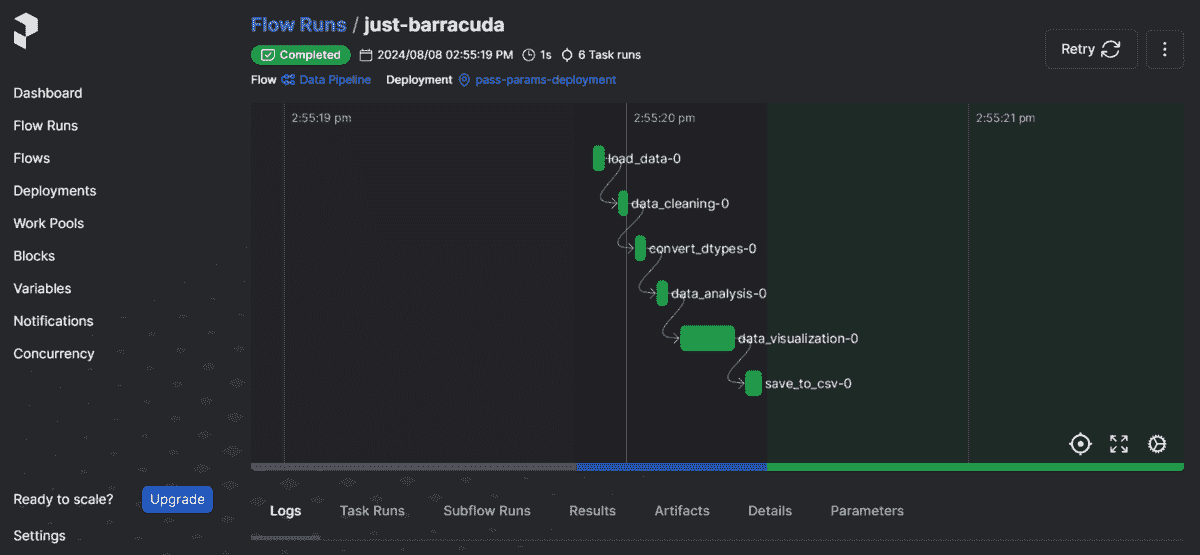 Flow Runs / just-barracuda
Completed 2024/08/08 02:55:19 PM 1s 6 Task runs
Flow Data Pipeline Deployment pass-params-deployment
Retry
Dashboard
Flow Runs
Flows
Deployments
Work Pools
Blocks
Variables
Notifications
Concurrency
Ready to scale? Upgrade
Settings
2:55:19 pm 2:55:20 pm 2:55:21 pm
load_data-0
data_cleaning-0
convert_dtypes-0
data_analysis-0
data_visualization-0
save_to_csv-0
Logs Task Runs Subflow Runs Results Artifacts Details Parameters